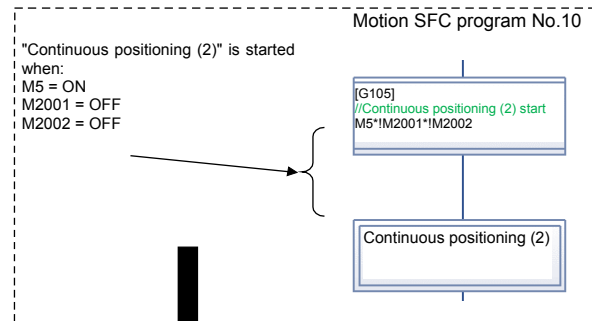 Motion SFC program No.10
"Continuous positioning (2)" is started
when:
M5 = ON
M2001 = OFF
M2002 = OFF
[G105]
//Continuous positioning (2) start
M5*!M2001*!M2002
Continuous positioning (2)